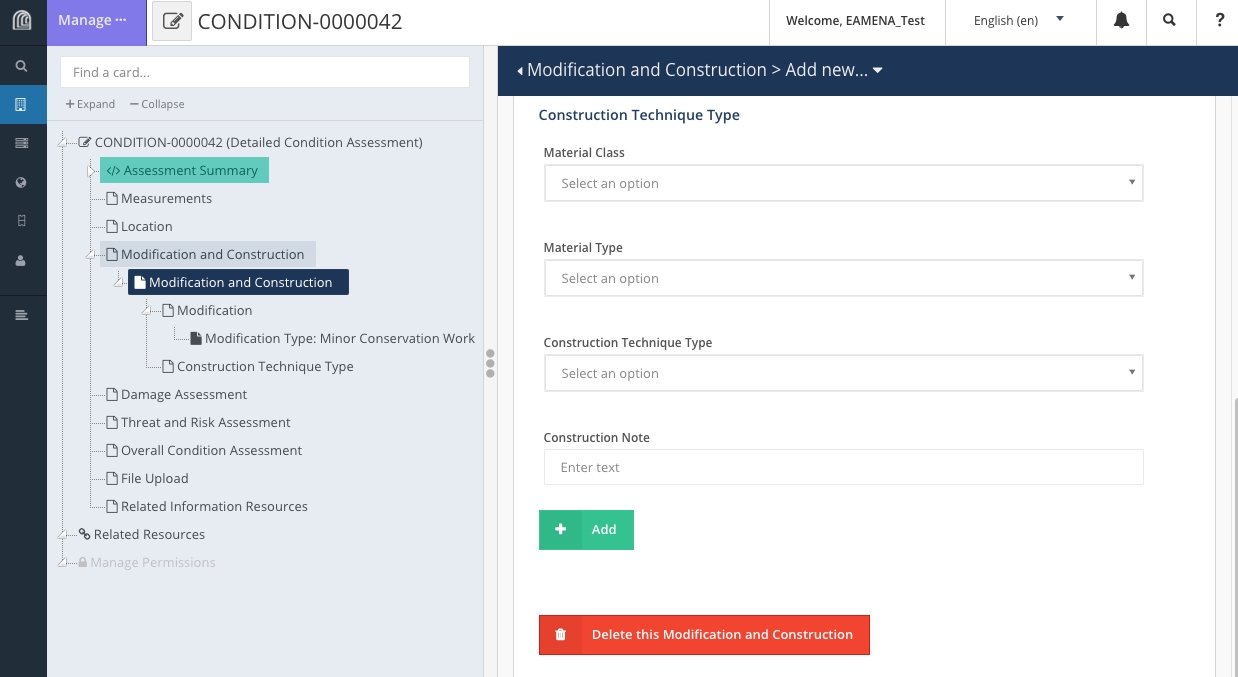 Manage ···
CONDITION-0000042
Welcome, EAMENA_Test
English (en)
?
Find a card...
+ Expand
— Collapse
CONDITION-0000042 (Detailed Condition Assessment)
</> Assessment Summary
Measurements
Location
Modification and Construction
Modification and Construction
Modification
Modification Type: Minor Conservation Work
Construction Technique Type
Damage Assessment
Threat and Risk Assessment
Overall Condition Assessment
File Upload
Related Information Resources
Related Resources
Manage Permissions
Modification and Construction > Add new...
Construction Technique Type
Material Class
Select an option
Material Type
Select an option
Construction Technique Type
Select an option
Construction Note
Enter text
+ Add
Delete this Modification and Construction